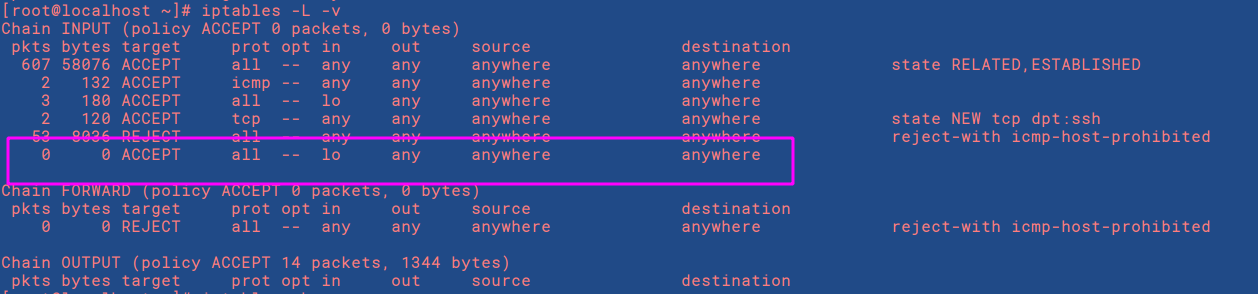 [root@localhost ~]# iptables -L -v
Chain INPUT (policy ACCEPT 0 packets, 0 bytes)
pkts bytes target prot opt in out source destination
607 58076 ACCEPT all -- any any anywhere anywhere state RELATED,ESTABLISHED
2 132 ACCEPT icmp -- any any anywhere anywhere
3 180 ACCEPT all -- lo any anywhere anywhere
2 120 ACCEPT tcp -- any any anywhere anywhere state NEW tcp dpt:ssh
53 8036 REJECT all -- any any anywhere anywhere reject-with icmp-host-prohibited
0 0 ACCEPT all -- lo any anywhere anywhere
Chain FORWARD (policy ACCEPT 0 packets, 0 bytes)
pkts bytes target prot opt in out source destination
0 0 REJECT all -- any any anywhere anywhere reject-with icmp-host-prohibited
Chain OUTPUT (policy ACCEPT 14 packets, 1344 bytes)
pkts bytes target prot opt in out source destination